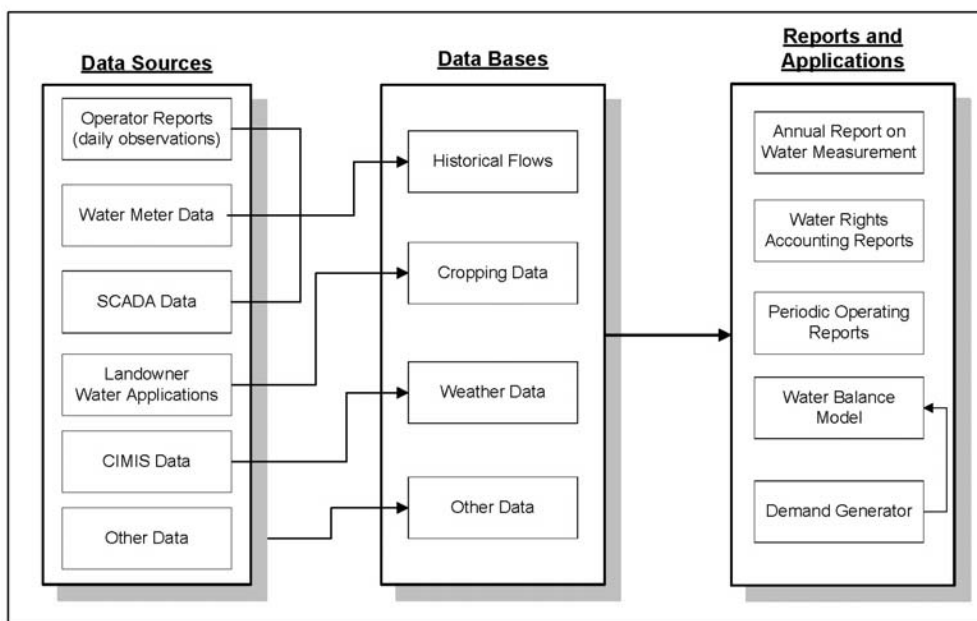 Data Sources
Operator Reports
(daily observations)
Water Meter Data
SCADA Data
Landowner
Water Applications
CIMIS Data
Other Data
Data Bases
Historical Flows
Cropping Data
Weather Data
Other Data
Reports and
Applications
Annual Report on
Water Measurement
Water Rights
Accounting Reports
Periodic Operating
Reports
Water Balance
Model
Demand Generator